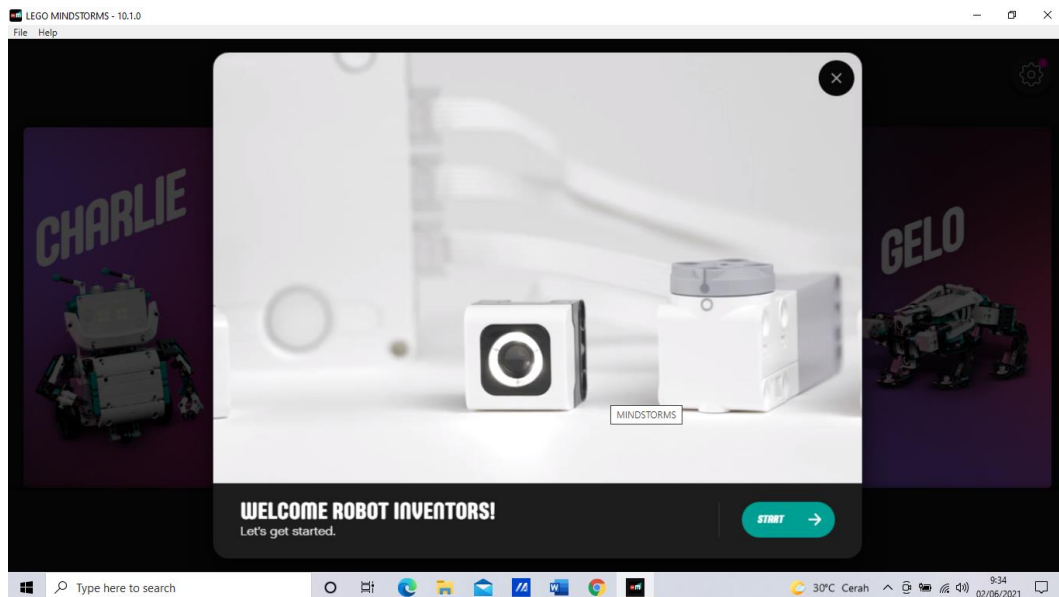 LEGO MINDSTORMS - 10.1.0
File Help
CHARLIE
GELO
MINDSTORMS
WELCOME ROBOT INVENTORS!
Let's get started.
START
Type here to search
30°C Cerah
9:34
02/06/2021